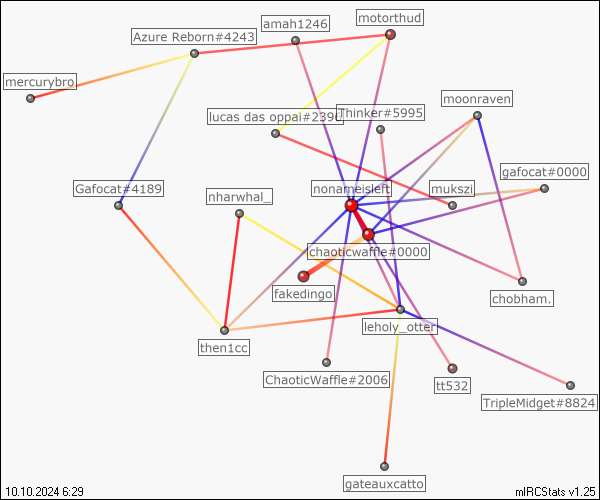 amah1246
motorthud
Azure Reborn#4243
mercurybro
moonraven
lucas das oppai#2396
Thinker#5995
gafocat#0000
Gafocat#4189
nharwhal_
nonameisleft
mukszi
chaoticwaffle#0000
fakedingo
chobham.
leholy_otter
then1cc
ChaoticWaffle#2006
tt532
TripleMidget#8824
gateauxcatto
10.10.2024 6:29
mIRCStats v1.25